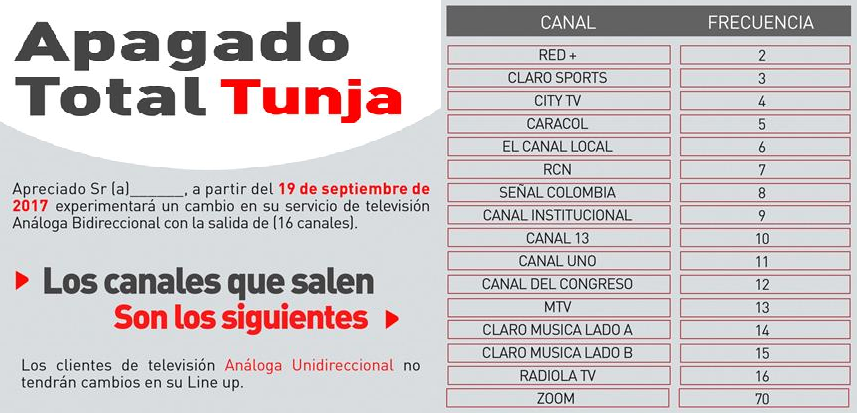 Apagado
Total Tunja
Apreciado Sr (a)______, a partir del 19 de septiembre de
2017 experimentará un cambio en su servicio de televisión
Análoga Bidireccional con la salida de (16 canales).
Los canales que salen
Son los siguientes
Los clientes de televisión Análoga Unidireccional no
tendrán cambios en su Line up.
CANAL FRECUENCIA
RED + 2
CLARO SPORTS 3
CITY TV 4
CARACOL 5
EL CANAL LOCAL 6
RCN 7
SEÑAL COLOMBIA 8
CANAL INSTITUCIONAL 9
CANAL 13 10
CANAL UNO 11
CANAL DEL CONGRESO 12
MTV 13
CLARO MUSICA LADO A 14
CLARO MUSICA LADO B 15
RADIOLA TV 16
ZOOM 70